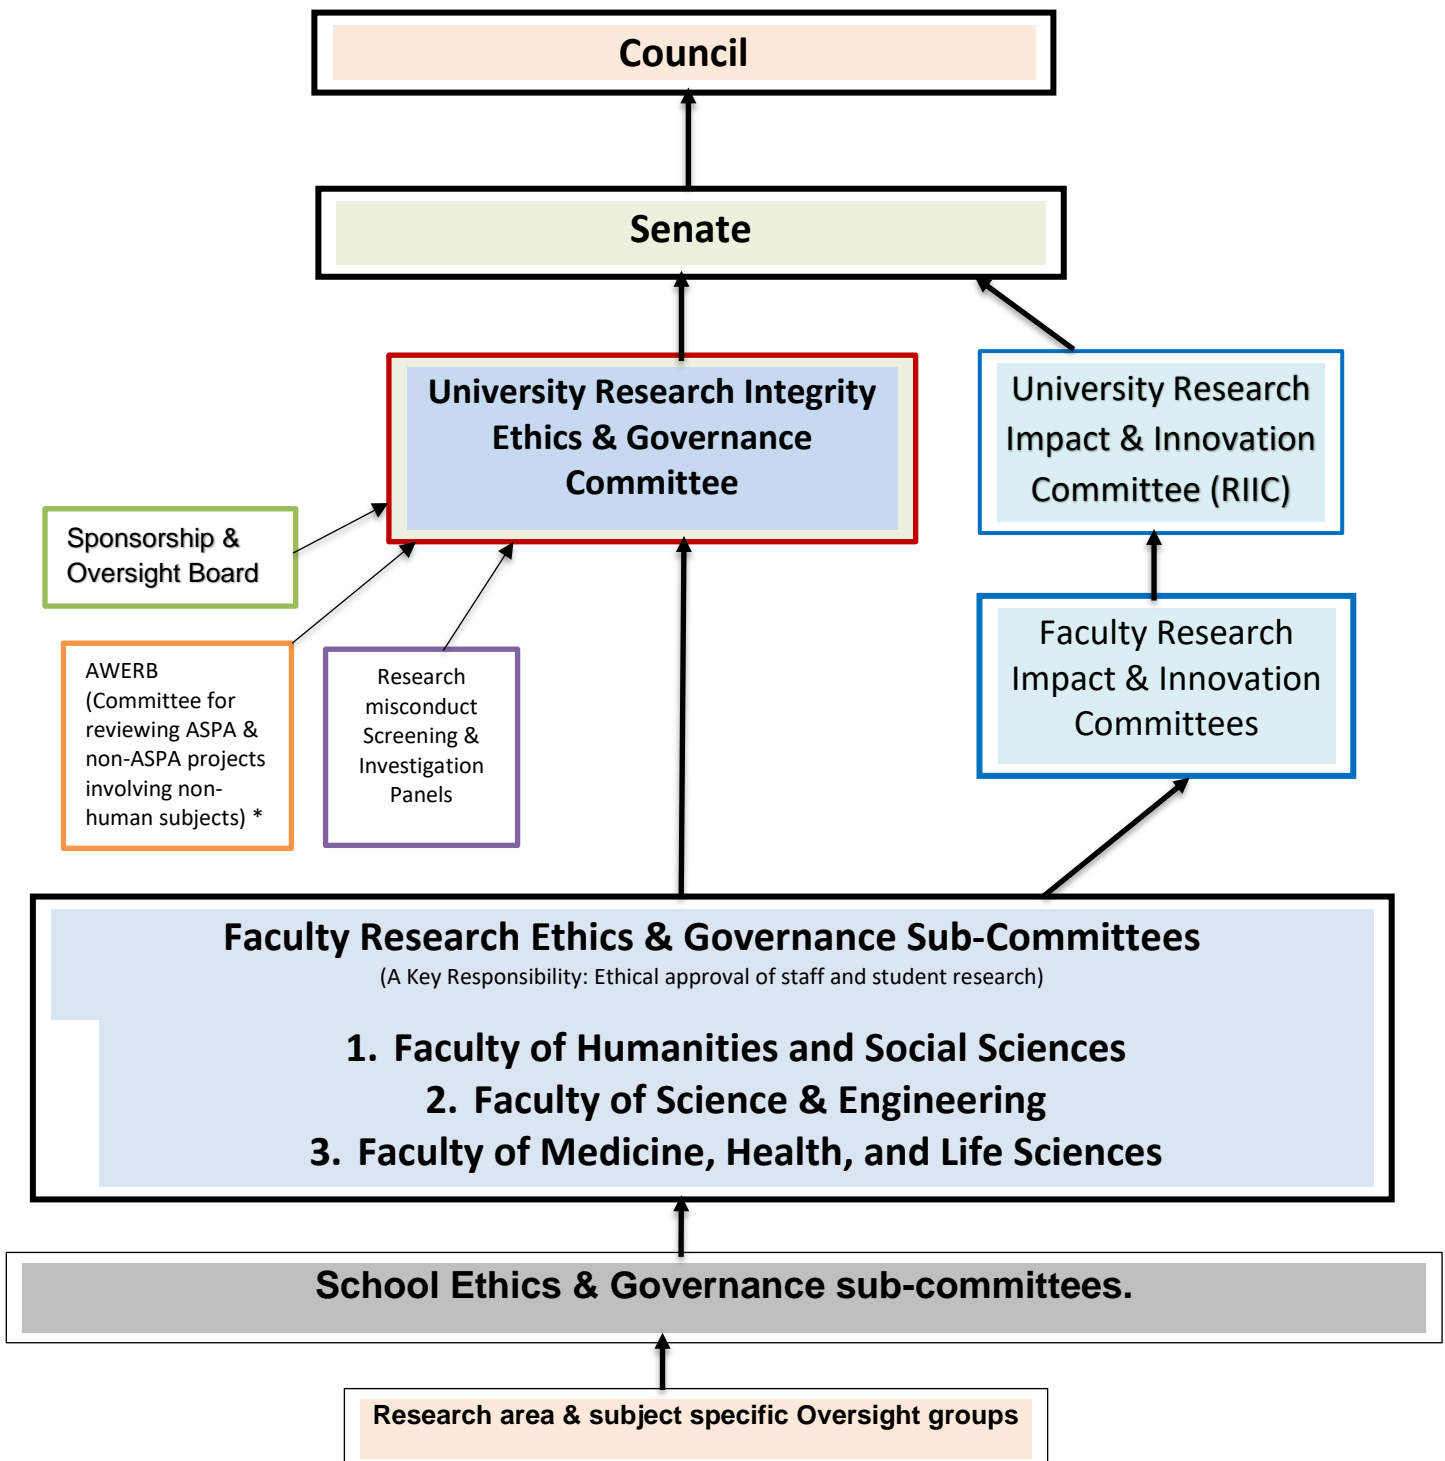 Council
Senate
University Research Integrity
Ethics & Governance
Committee
University Research
Impact & Innovation
Committee (RIIC)
Sponsorship &
Oversight Board
Faculty Research
Impact & Innovation
Committees
AWERB
(Committee for
reviewing ASPA &
non-ASPA projects
involving non-
human subjects) *
Research
misconduct
Screening &
Investigation
Panels
Faculty Research Ethics & Governance Sub-Committees
(A Key Responsibility: Ethical approval of staff and student research)
1. Faculty of Humanities and Social Sciences
2. Faculty of Science & Engineering
3. Faculty of Medicine, Health, and Life Sciences
School Ethics & Governance sub-committees.
Research area & subject specific Oversight groups